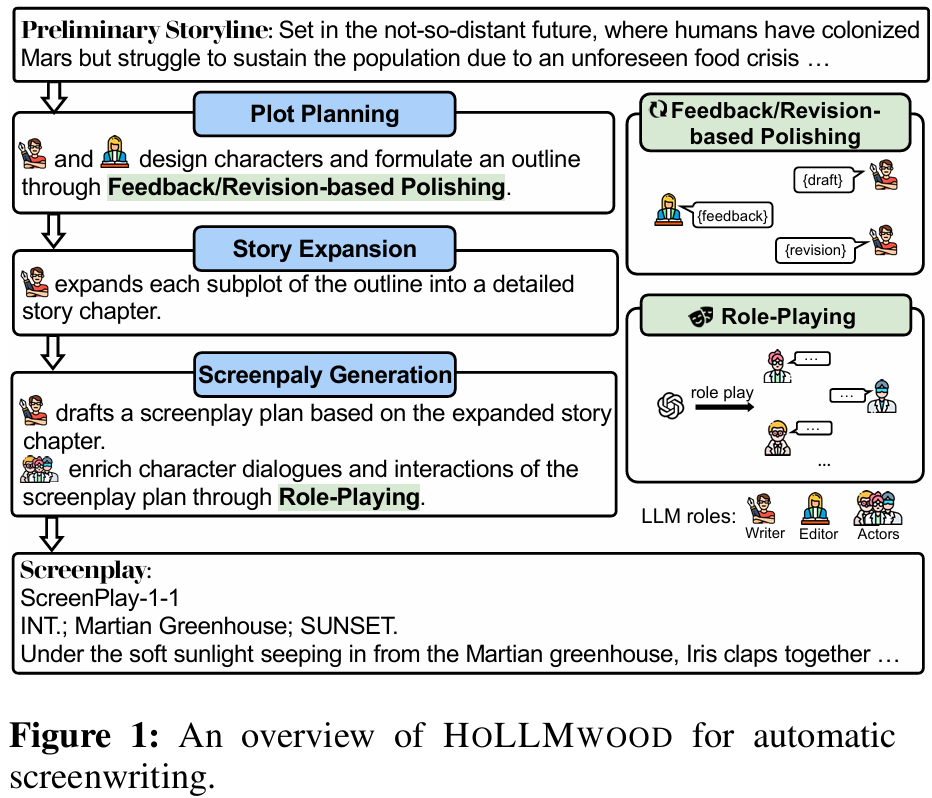 Preliminary Storyline: Set in the not-so-distant future, where humans have colonized
Mars but struggle to sustain the population due to an unforeseen food crisis ...
Plot Planning
and design characters and formulate an outline
through Feedback/Revision-based Polishing.
Story Expansion
expands each subplot of the outline into a detailed
story chapter.
Screenpaly Generation
drafts a screenplay plan based on the expanded story
chapter.
enrich character dialogues and interactions of the
screenplay plan through Role-Playing.
Feedback/Revision-
based Polishing
{draft}
{feedback}
{revision}
Role-Playing
...
role play
...
...
...
LLM roles:
Writer Editor Actors
Screenplay:
ScreenPlay-1-1
INT.; Martian Greenhouse; SUNSET.
Under the soft sunlight seeping in from the Martian greenhouse, Iris claps together ...
Figure 1: An overview of HOLLMWOOD for automatic
screenwriting.